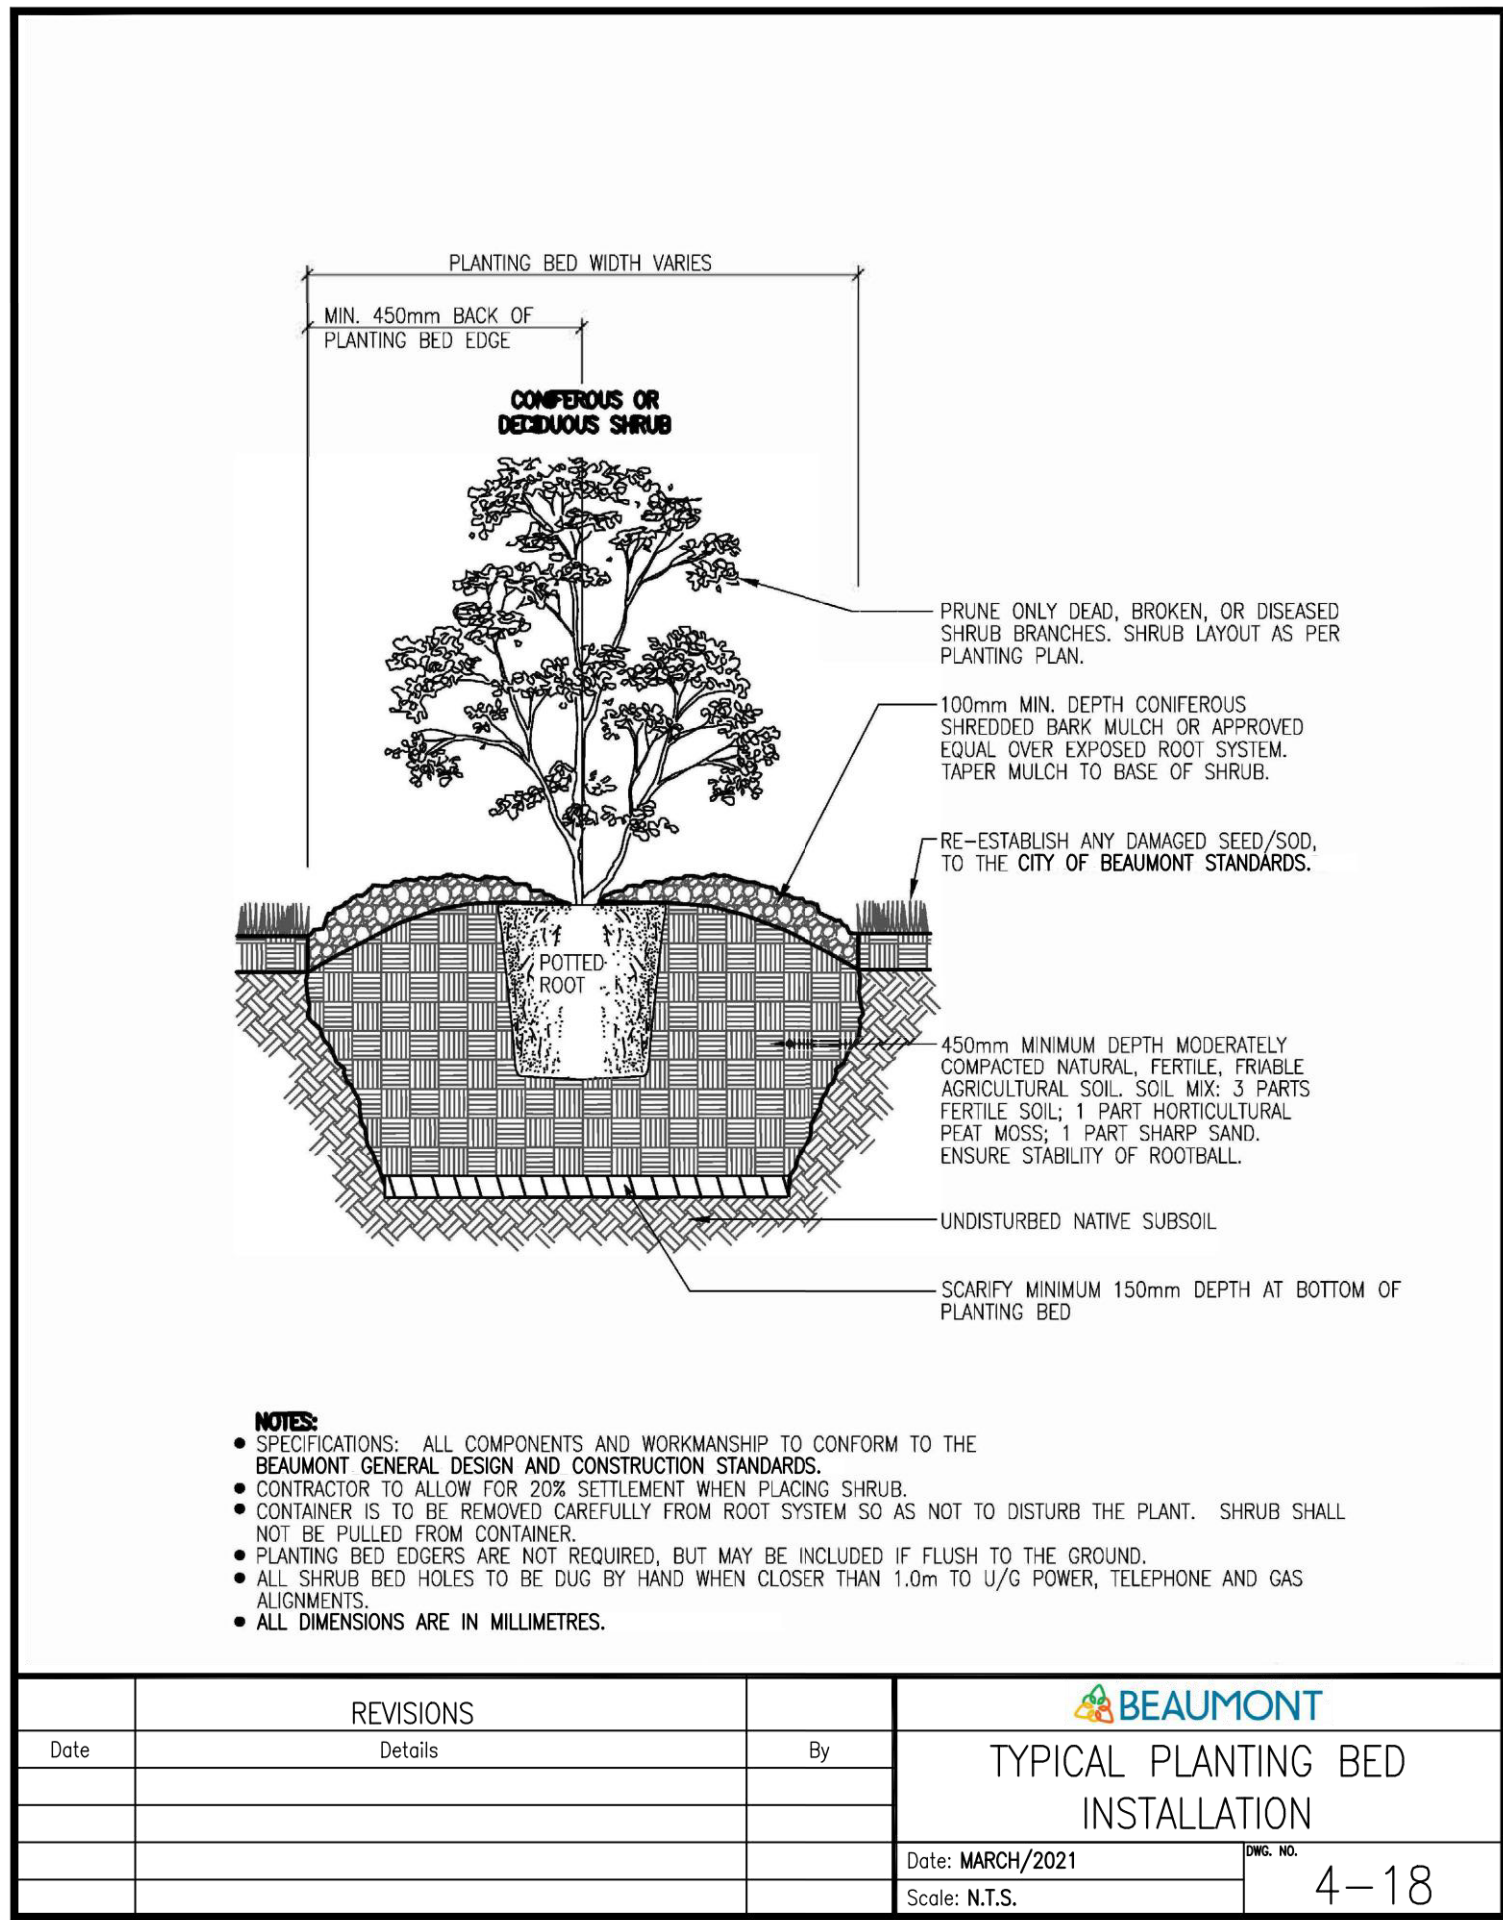 PLANTING BED WIDTH VARIES
MIN. 450mm BACK OF
PLANTING BED EDGE
CONIFEROUS OR
DECIDUOUS SHRUB
PRUNE ONLY DEAD, BROKEN, OR DISEASED
SHRUB BRANCHES. SHRUB LAYOUT AS PER
PLANTING PLAN.
100mm MIN. DEPTH CONIFEROUS
SHREDDED BARK MULCH OR APPROVED
EQUAL OVER EXPOSED ROOT SYSTEM.
TAPER MULCH TO BASE OF SHRUB.
RE-ESTABLISH ANY DAMAGED SEED/SOD,
TO THE CITY OF BEAUMONT STANDARDS.
POTTED
ROOT
450mm MINIMUM DEPTH MODERATELY
COMPACTED NATURAL, FERTILE, FRIABLE
AGRICULTURAL SOIL. SOIL MIX: 3 PARTS
FERTILE SOIL; 1 PART HORTICULTURAL
PEAT MOSS; 1 PART SHARP SAND.
ENSURE STABILITY OF ROOTBALL.
UNDISTURBED NATIVE SUBSOIL
SCARIFY MINIMUM 150mm DEPTH AT BOTTOM OF
PLANTING BED
NOTES:
● SPECIFICATIONS: ALL COMPONENTS AND WORKMANSHIP TO CONFORM TO THE
BEAUMONT GENERAL DESIGN AND CONSTRUCTION STANDARDS.
● CONTRACTOR TO ALLOW FOR 20% SETTLEMENT WHEN PLACING SHRUB.
● CONTAINER IS TO BE REMOVED CAREFULLY FROM ROOT SYSTEM SO AS NOT TO DISTURB THE PLANT. SHRUB SHALL
NOT BE PULLED FROM CONTAINER.
● PLANTING BED EDGERS ARE NOT REQUIRED, BUT MAY BE INCLUDED IF FLUSH TO THE GROUND.
● ALL SHRUB BED HOLES TO BE DUG BY HAND WHEN CLOSER THAN 1.0m TO U/G POWER, TELEPHONE AND GAS
ALIGNMENTS.
● ALL DIMENSIONS ARE IN MILLIMETRES.
REVISIONS
Date Details By
BEAUMONT
TYPICAL PLANTING BED
INSTALLATION
Date: MARCH/2021
Scale: N.T.S.
DWG. NO.
4-18